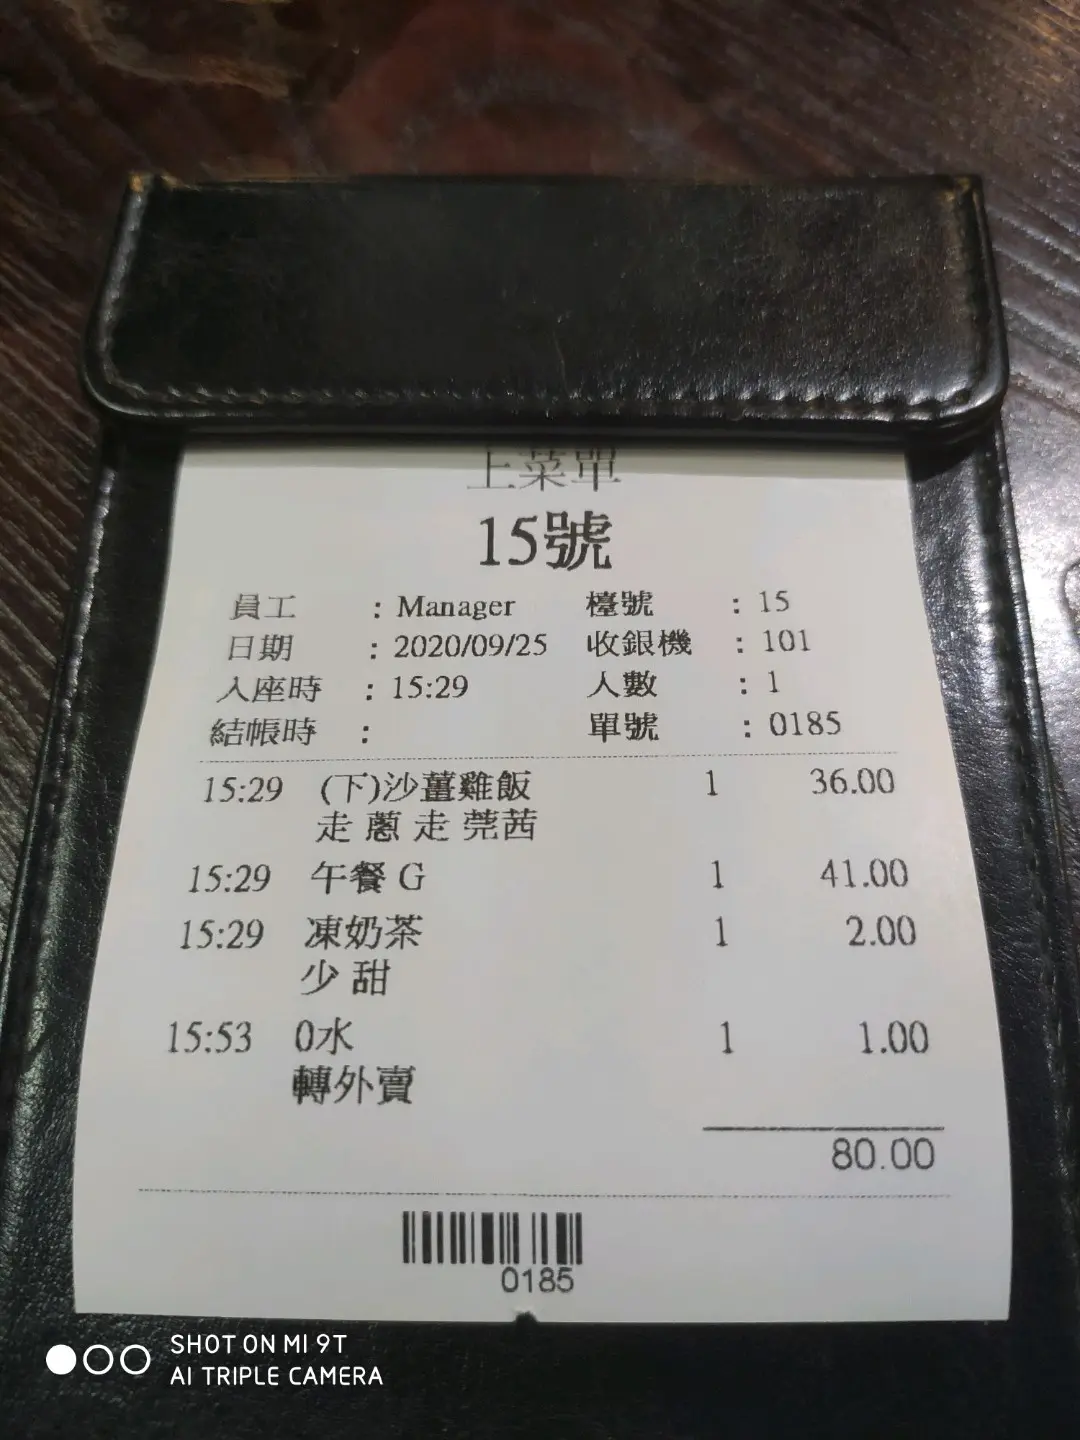 上菜單
15號
員工 : Manager 檯號 : 15
日期 : 2020/09/25 收銀機 : 101
入座時 : 15:29 人數 : 1
結帳時 : 單號 : 0185
15:29 (下)沙薑雞飯 1 36.00
走 蔥 走 莞茜
15:29 午餐 G 1 41.00
15:29 凍奶茶 1 2.00
少 甜
15:53 0水 1 1.00
轉外賣
80.00
0185
SHOT ON MI 9T
AI TRIPLE CAMERA